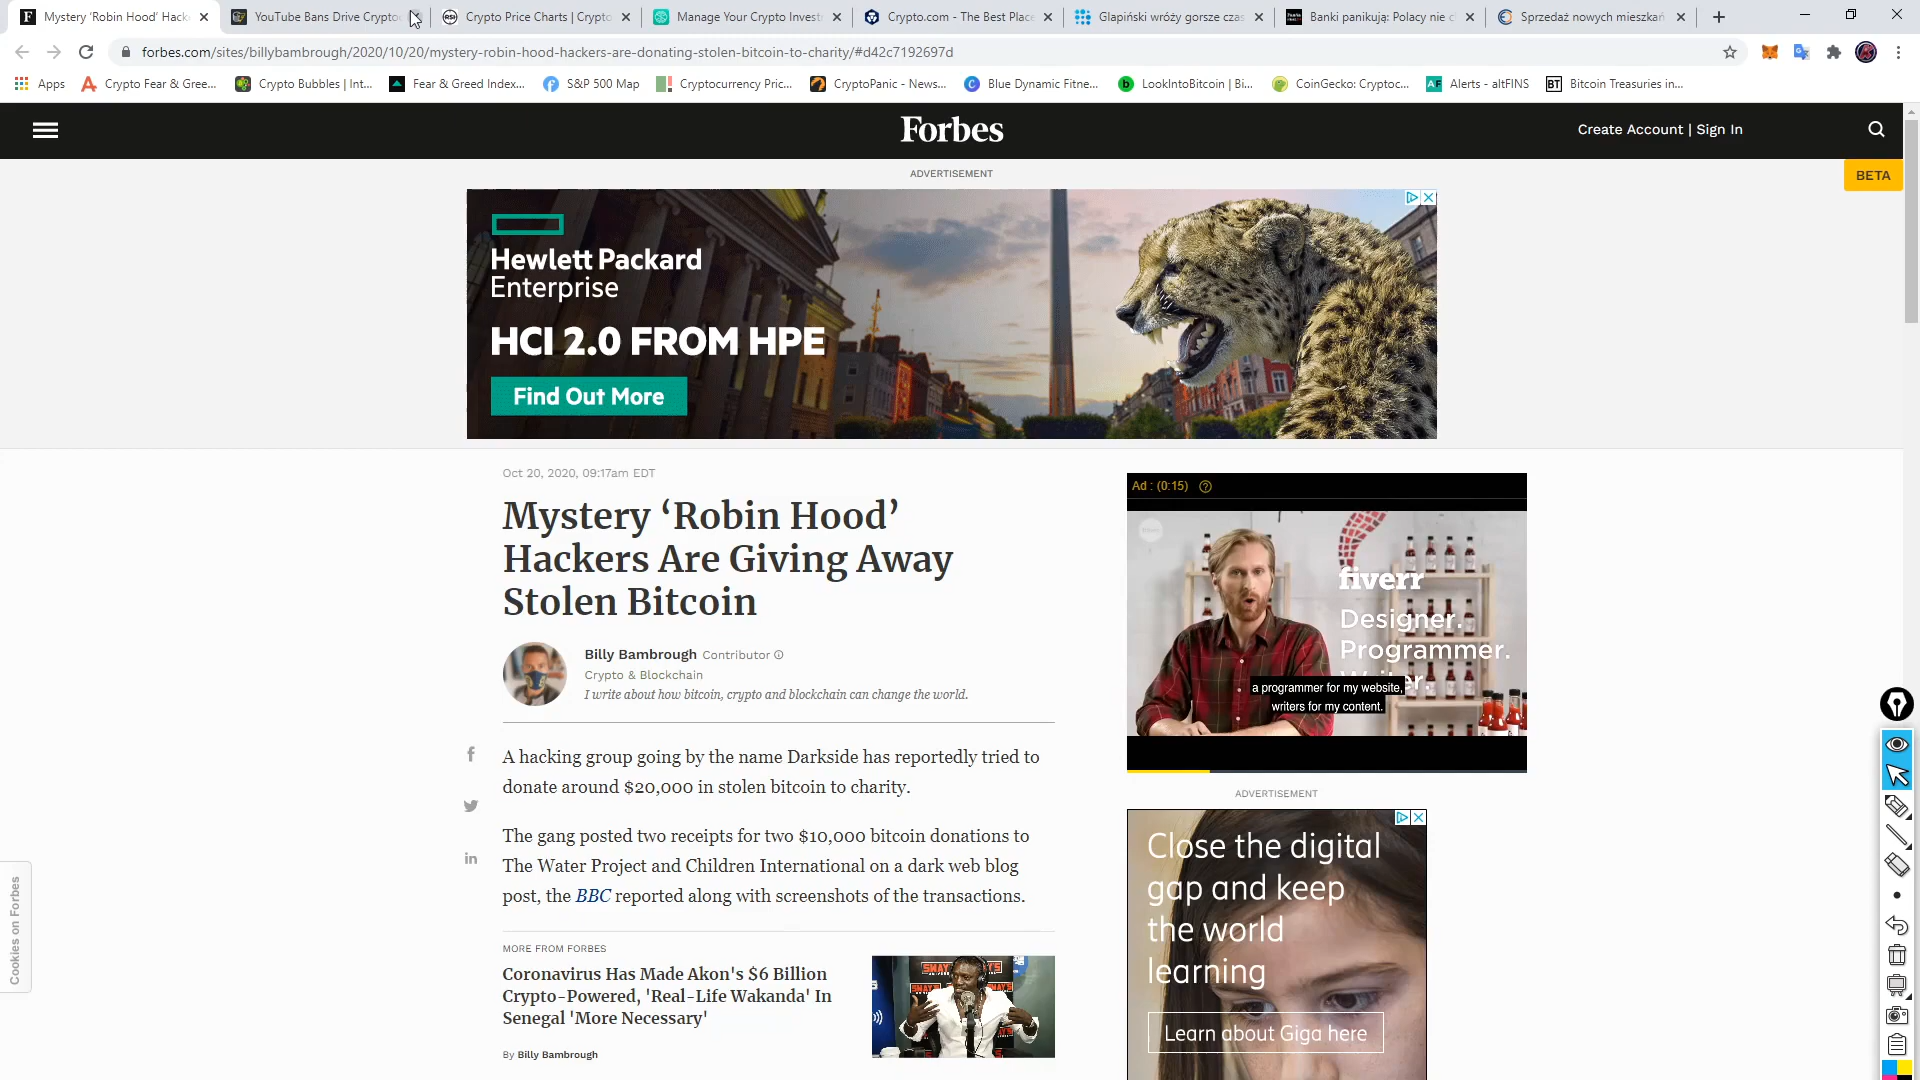 Mystery 'Robin Hood' Hack
YouTube Bans Drive Crypto
Crypto Price Charts | Crypto
Manage Your Crypto Invest
Crypto.com - The Best Place
Glapiński wróży gorsze czas
Banki panikują: Polacy nie c
Sprzedaż nowych mieszkań
forbes.com/sites/billybambrough/2020/10/20/mystery-robin-hood-hackers-are-donating-stolen-bitcoin-to-charity/#d42c7192697d
Apps
Crypto Fear & Gree...
Crypto Bubbles | Int...
Fear & Greed Index...
S&P 500 Map
Cryptocurrency Pric...
CryptoPanic - News...
Blue Dynamic Fitne...
LookIntoBitcoin | Bi...
CoinGecko: Cryptoc...
Alerts - altFINS
Bitcoin Treasuries in...
Forbes
Create Account | Sign In
ADVERTISEMENT
BETA
Hewlett Packard
Enterprise
HCI 2.0 FROM HPE
Find Out More
Oct 20, 2020, 09:17am EDT
Mystery ‘Robin Hood’
Hackers Are Giving Away
Stolen Bitcoin
Billy Bambrough Contributor
Crypto & Blockchain
I write about how bitcoin, crypto and blockchain can change the world.
A hacking group going by the name Darkside has reportedly tried to
donate around $20,000 in stolen bitcoin to charity.
The gang posted two receipts for two $10,000 bitcoin donations to
The Water Project and Children International on a dark web blog
post, the BBC reported along with screenshots of the transactions.
MORE FROM FORBES
Coronavirus Has Made Akon's $6 Billion
Crypto-Powered, 'Real-Life Wakanda' In
Senegal 'More Necessary'
By Billy Bambrough
Cookies on Forbes
Ad : (0:15)
fiverr
Designer.
Programmer.
a programmer for my website,
writers for my content.
ADVERTISEMENT
Close the digital
gap and keep
the world
learning
Learn about Giga here